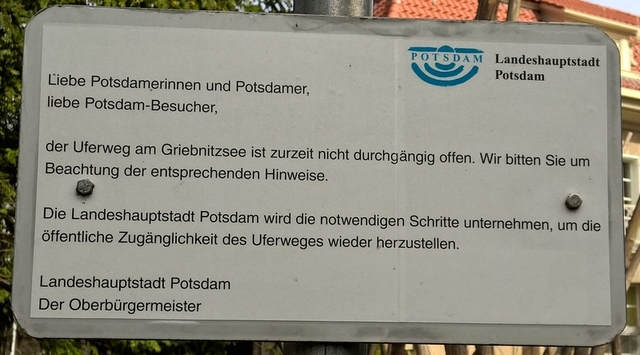 POTSDAM
Landeshauptstadt
Potsdam
Liebe Potsdamerinnen und Potsdamer,
liebe Potsdam-Besucher,
der Uferweg am Griebnitzsee ist zurzeit nicht durchgängig offen. Wir bitten Sie um
Beachtung der entsprechenden Hinweise.
Die Landeshauptstadt Potsdam wird die notwendigen Schritte unternehmen, um die
öffentliche Zugänglichkeit des Uferweges wieder herzustellen.
Landeshauptstadt Potsdam
Der Oberbürgermeister